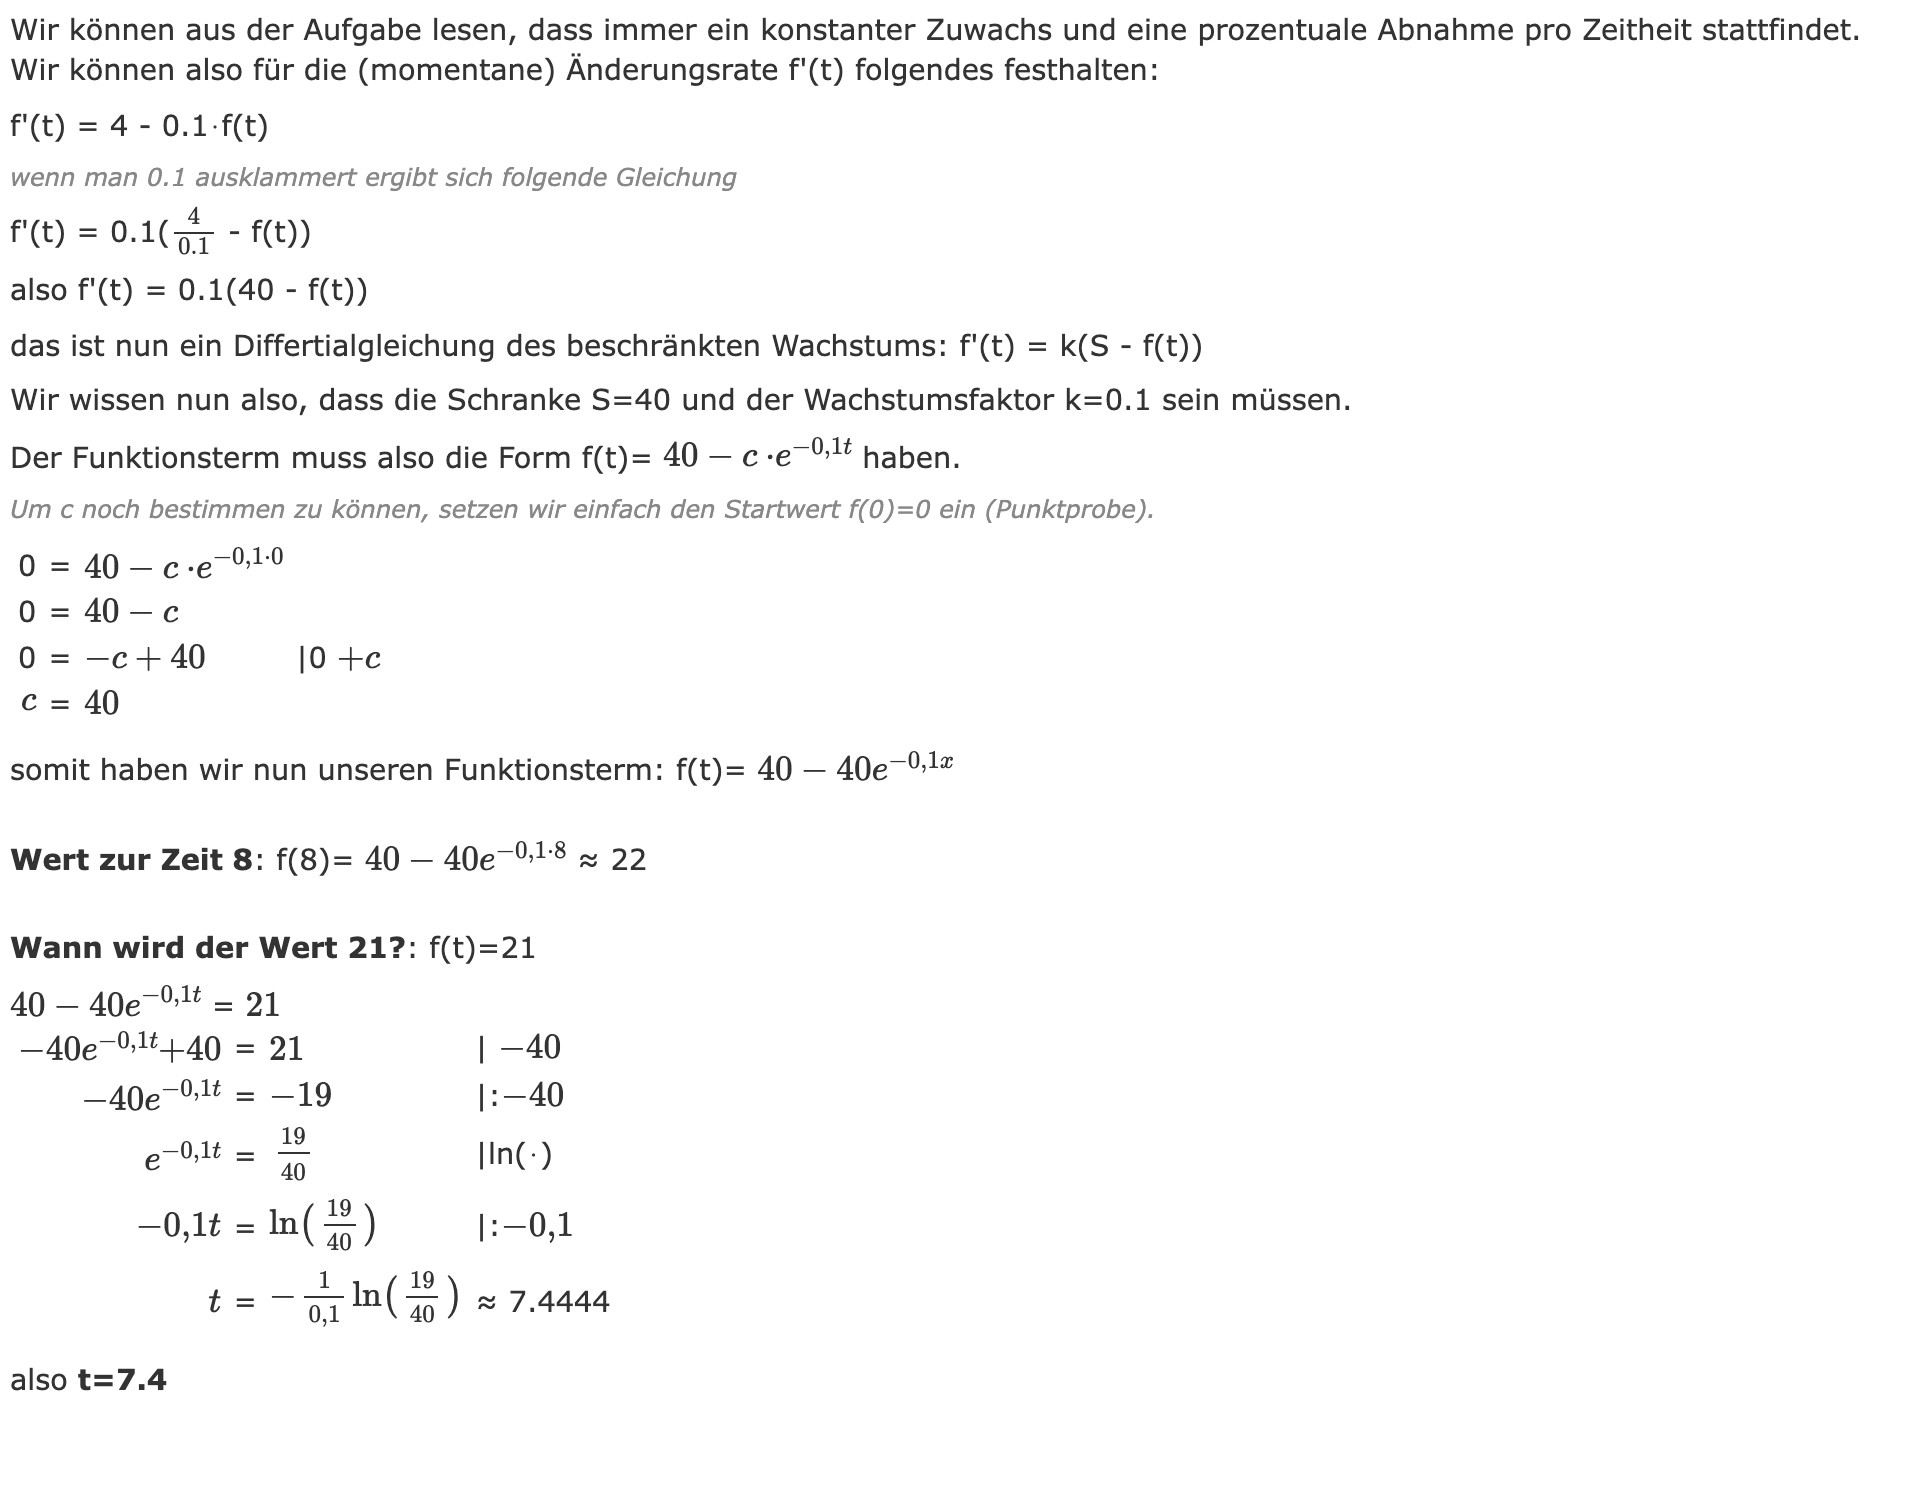 Wir können aus der Aufgabe lesen, dass immer ein konstanter Zuwachs und eine prozentuale Abnahme pro Zeitheit stattfindet.
Wir können also für die (momentane) Änderungsrate f'(t) folgendes festhalten:
f'(t) = 4 - 0.1·f(t)
wenn man 0.1 ausklammert ergibt sich folgende Gleichung
f'(t) = 0.1(\frac{4}{0.1} - f(t))
also f'(t) = 0.1(40 - f(t))
das ist nun ein Differtialgleichung des beschränkten Wachstums: f'(t) = k(S - f(t))
Wir wissen nun also, dass die Schranke S=40 und der Wachstumsfaktor k=0.1 sein müssen.
Der Funktionsterm muss also die Form f(t)= 40 − c·e^{−0,1t} haben.
Um c noch bestimmen zu können, setzen wir einfach den Startwert f(0)=0 ein (Punktprobe).
0 = 40 − c·e^{−0,1·0}
0 = 40 − c
0 = −c + 40 |0 +c
c = 40
somit haben wir nun unseren Funktionsterm: f(t)= 40 − 40e^{−0,1x}
Wert zur Zeit 8: f(8)= 40 − 40e^{−0,1·8} ≈ 22
Wann wird der Wert 21?: f(t)=21
40 − 40e^{−0,1t} = 21
−40e^{−0,1t}+40 = 21 | −40
−40e^{−0,1t} = −19 |:−40
e^{−0,1t} = \frac{19}{40} |ln(·)
−0,1t = ln(\frac{19}{40}) |:−0,1
t = −\frac{1}{0,1} ln(\frac{19}{40}) ≈ 7.4444
also t=7.4